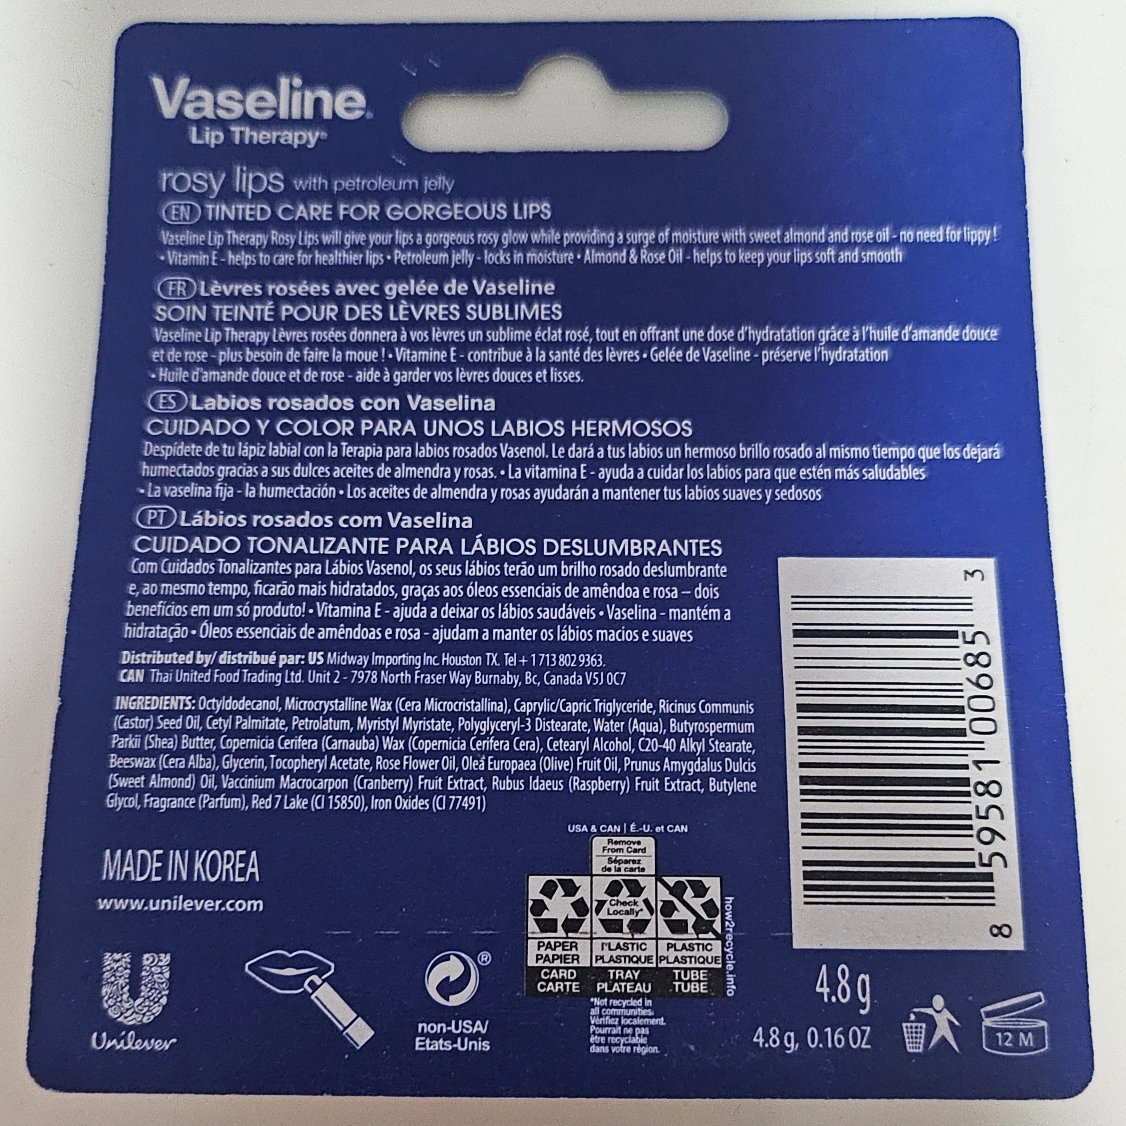 Vaseline®
Lip Therapy®
rosy lips with petroleum jelly
EN TINTED CARE FOR GORGEOUS LIPS
Vaseline Lip Therapy Rosy Lips will give your lips a gorgeous rosy glow while providing a surge of moisture with sweet almond and rose oil - no need for lippy !
• Vitamin E - helps to care for healthier lips • Petroleum jelly - locks in moisture • Almond & Rose Oil - helps to keep your lips soft and smooth
FR Lèvres rosées avec gelée de Vaseline
SOIN TEINTÉ POUR DES LÈVRES SUBLIMES
Vaseline Lip Therapy Lèvres rosées donnera à vos lèvres un sublime éclat rosé, tout en offrant une dose d'hydratation grâce à l'huile d'amande douce
et de rose - plus besoin de faire la moue ! • Vitamine E - contribue à la santé des lèvres • Gelée de Vaseline - préserve l'hydratation
• Huile d'amande douce et de rose - aide à garder vos lèvres douces et lisses.
ES Labios rosados con Vaselina
CUIDADO Y COLOR PARA UNOS LABIOS HERMOSOS
Despídete de tu lápiz labial con la Terapia para labios rosados Vasenol. Le dará a tus labios un hermoso brillo rosado al mismo tiempo que los dejará
humectados gracias a sus dulces aceites de almendra y rosas. • La vitamina E - ayuda a cuidar los labios para que estén más saludables
• La vaselina fija - la humectación • Los aceites de almendra y rosas ayudarán a mantener tus labios suaves y sedosos
PT Lábios rosados com Vaselina
CUIDADO TONALIZANTE PARA LÁBIOS DESLUMBRANTES
Com Cuidados Tonalizantes para Lábios Vasenol, os seus lábios terão um brilho rosado deslumbrante
e, ao mesmo tempo, ficarão mais hidratados, graças aos óleos essenciais de amêndoa e rosa – dois
benefícios em um só produto! • Vitamina E - ajuda a deixar os lábios saudáveis • Vaselina - mantém a
hidratação • Óleos essenciais de amêndoas e rosa - ajudam a manter os lábios macios e suaves
Distributed by/ distribué par: US Midway Importing Inc. Houston TX. Tel + 1 713 802 9363.
CAN Thai United Food Trading Ltd. Unit 2 - 7978 North Fraser Way Burnaby, Bc, Canada V5J 0C7
INGREDIENTS: Octyldodecanol, Microcrystalline Wax (Cera Microcristallina), Caprylic/Capric Triglyceride, Ricinus Communis
(Castor) Seed Oil, Cetyl Palmitate, Petrolatum, Myristyl Myristate, Polyglyceryl-3 Distearate, Water (Aqua), Butyrospermum
Parkii (Shea) Butter, Copernicia Cerifera (Carnauba) Wax (Copernicia Cerifera Cera), Cetearyl Alcohol, C20-40 Alkyl Stearate,
Beeswax (Cera Alba), Glycerin, Tocopheryl Acetate, Rose Flower Oil, Olea Europaea (Olive) Fruit Oil, Prunus Amygdalus Dulcis
(Sweet Almond) Oil, Vaccinium Macrocarpon (Cranberry) Fruit Extract, Rubus Idaeus (Raspberry) Fruit Extract, Butylene
Glycol, Fragrance (Parfum), Red 7 Lake (CI 15850), Iron Oxides (CI 77491)
MADE IN KOREA
www.unilever.com
Unilever
®
non-USA/
Etats-Unis
USA & CAN | É.-U. et CAN
Remove
From Card
Séparez
de la carte
Check
Locally*
PAPER PLASTIC PLASTIC
PAPIER PLASTIQUE PLASTIQUE
CARD TRAY TUBE
CARTE PLATEAU TUBE
how2recycle.info
*Not recycled in
all communities.
Vérifiez localement.
Pourrait ne pas
être recyclable
dans votre région.
8 59581 00685 3
4.8 g
4.8 g, 0.16 OZ
12 M